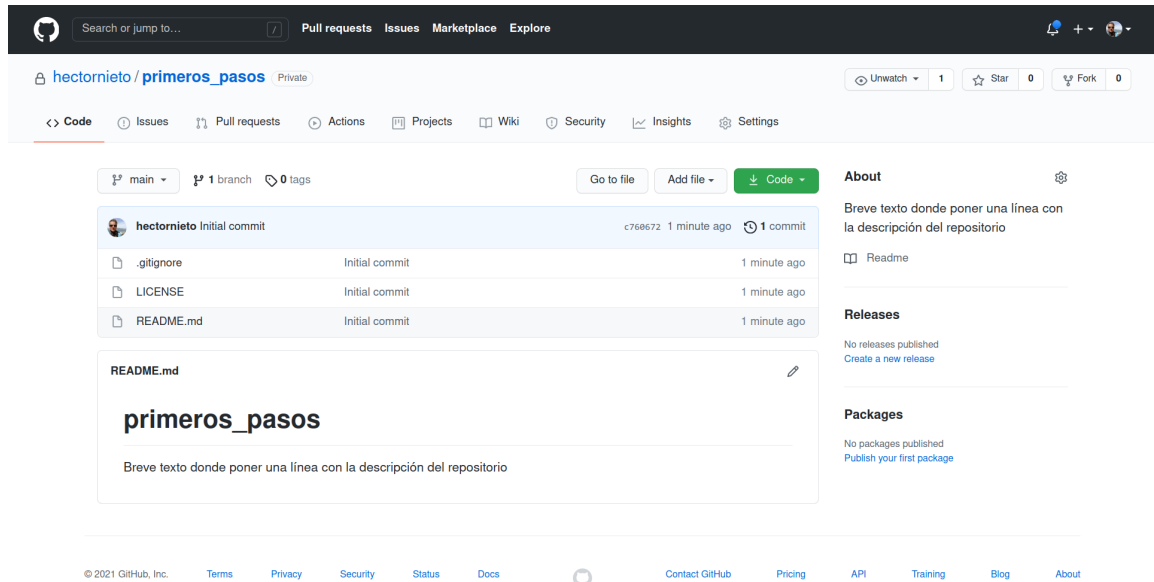 Search or jump to... / Pull requests Issues Marketplace Explore
hectornieto / primeros_pasos Private Unwatch 1 Star 0 Fork 0
<> Code Issues Pull requests Actions Projects Wiki Security Insights Settings
main 1 branch 0 tags Go to file Add file Code
hectornieto Initial commit c760672 1 minute ago 1 commit
.gitignore Initial commit 1 minute ago
LICENSE Initial commit 1 minute ago
README.md Initial commit 1 minute ago
README.md
primeros_pasos
Breve texto donde poner una línea con la descripción del repositorio
About
Breve texto donde poner una línea con
la descripción del repositorio
Readme
Releases
No releases published
Create a new release
Packages
No packages published
Publish your first package
© 2021 GitHub, Inc. Terms Privacy Security Status Docs Contact GitHub Pricing API Training Blog About